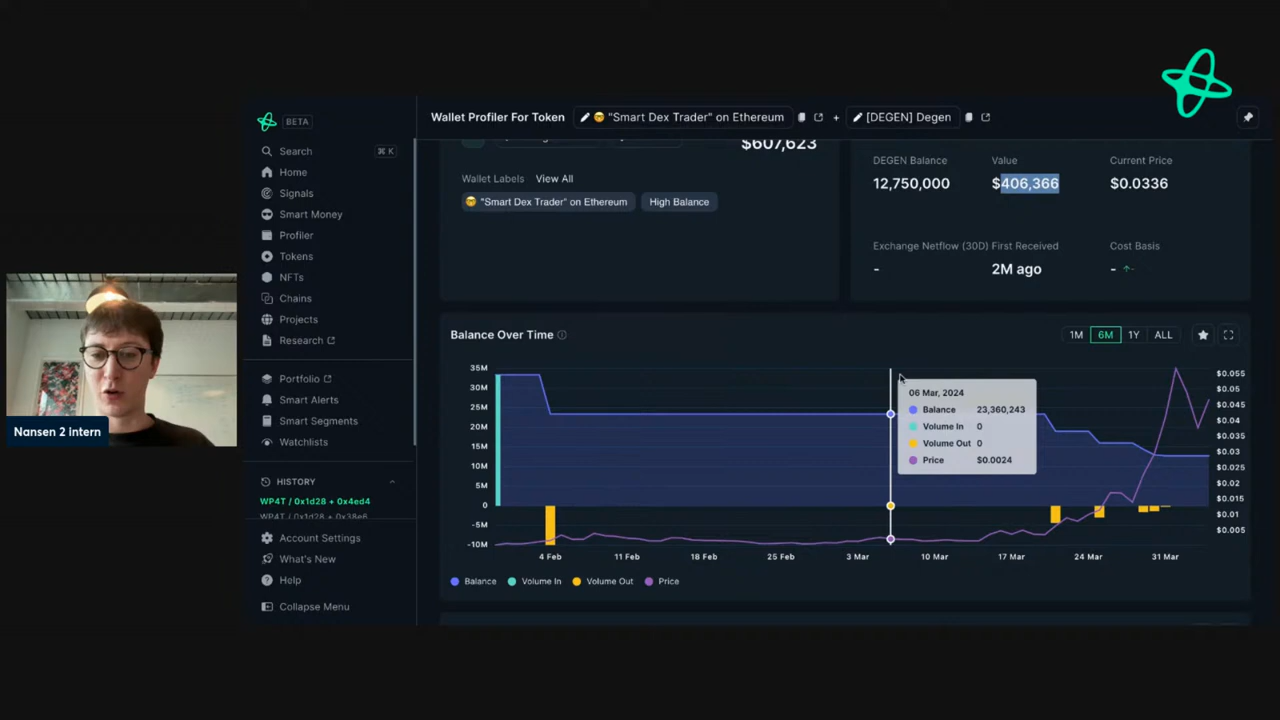 BETA
Wallet Profiler For Token
"Smart Dex Trader" on Ethereum
+
[DEGEN] Degen
Search
⌘ K
Home
Signals
Smart Money
Profiler
Tokens
NFTs
Chains
Projects
Research
Portfolio
Smart Alerts
Smart Segments
Watchlists
HISTORY
WP4T / 0x1d28 + 0x4ed4
WP4T / 0x1d28 + 0x38e6
Account Settings
What's New
Help
Collapse Menu
$607,623
Wallet Labels
View All
"Smart Dex Trader" on Ethereum
High Balance
DEGEN Balance
Value
Current Price
12,750,000
$406,366
$0.0336
Exchange Netflow (30D)
First Received
Cost Basis
-
2M ago
-
Balance Over Time
1M
6M
1Y
ALL
35M
30M
25M
20M
15M
10M
5M
0
-5M
-10M
$0.055
$0.05
$0.045
$0.04
$0.035
$0.03
$0.025
$0.02
$0.015
$0.01
$0.005
06 Mar, 2024
Balance 23,360,243
Volume In 0
Volume Out 0
Price $0.0024
4 Feb
11 Feb
18 Feb
25 Feb
3 Mar
10 Mar
17 Mar
24 Mar
31 Mar
Balance
Volume In
Volume Out
Price
Nansen 2 Intern